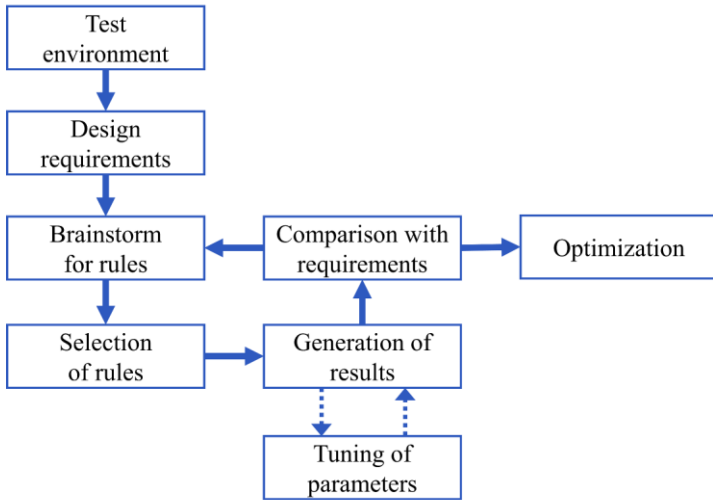 Test
environment
Design
requirements
Brainstorm
for rules
Comparison with
requirements
Optimization
Selection
of rules
Generation of
results
Tuning of
parameters